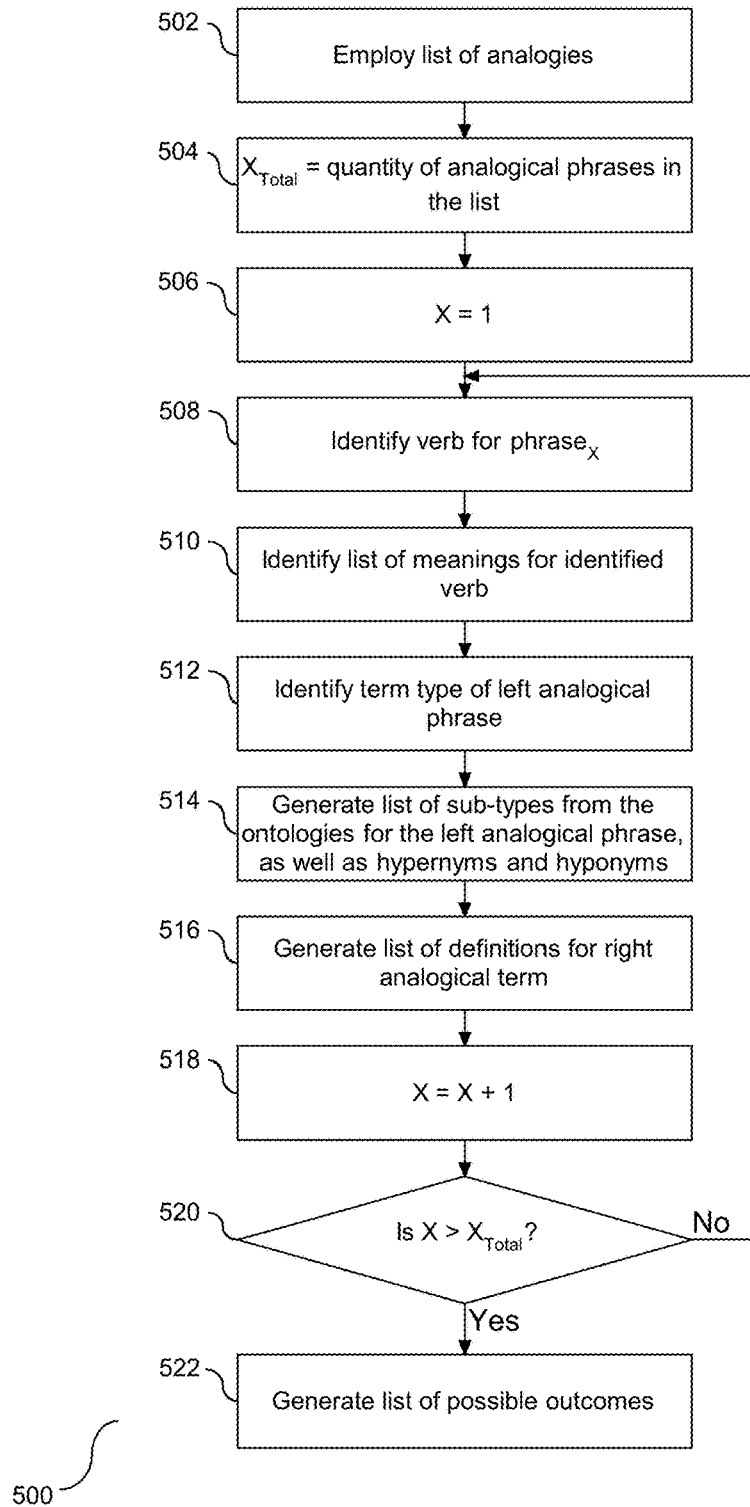 502
Employ list of analogies
504
X_Total = quantity of analogical phrases in
the list
506
X = 1
508
Identify verb for phrase_X
510
Identify list of meanings for identified
verb
512
Identify term type of left analogical
phrase
514
Generate list of sub-types from the
ontologies for the left analogical phrase,
as well as hypernyms and hyponyms
516
Generate list of definitions for right
analogical term
518
X = X + 1
520
Is X > X_Total?
No
Yes
522
Generate list of possible outcomes
500